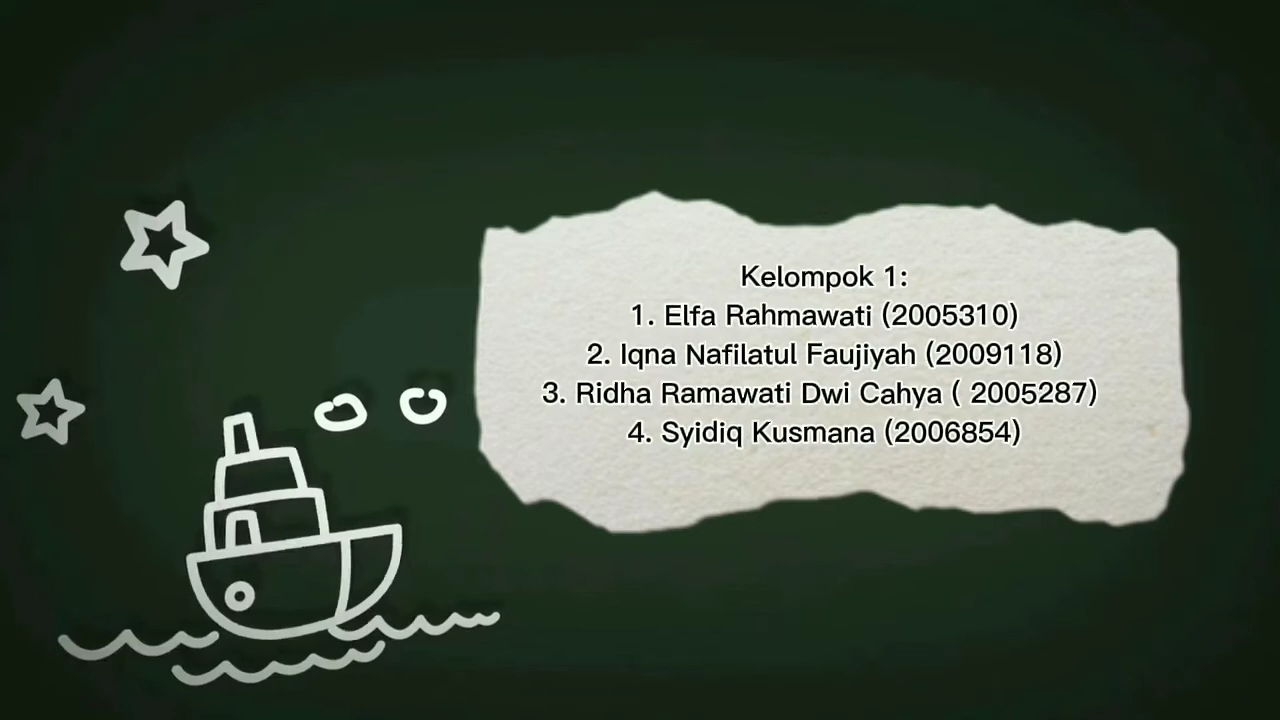 Kelompok 1:
1. Elfa Rahmawati (2005310)
2. Iqna Nafilatul Faujiyah (2009118)
3. Ridha Ramawati Dwi Cahya ( 2005287)
4. Syidiq Kusmana (2006854)